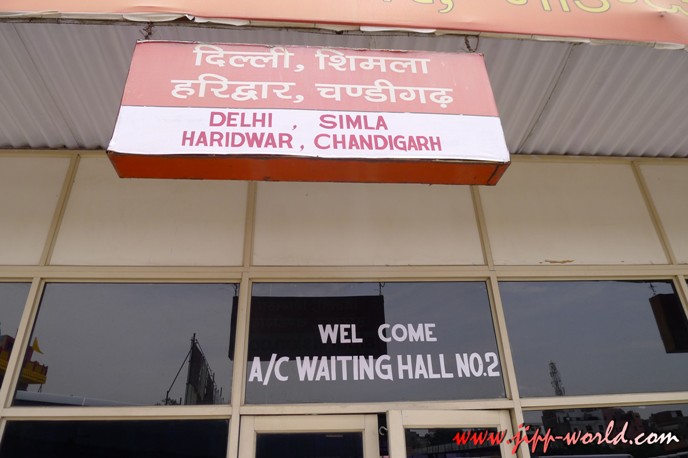 दिल्ली, शिमला
हरिद्वार, चण्डीगढ़
DELHI , SIMLA
HARIDWAR, CHANDIGARH
WEL COME
A/C WAITING HALL NO.2
www.jipp-world.com